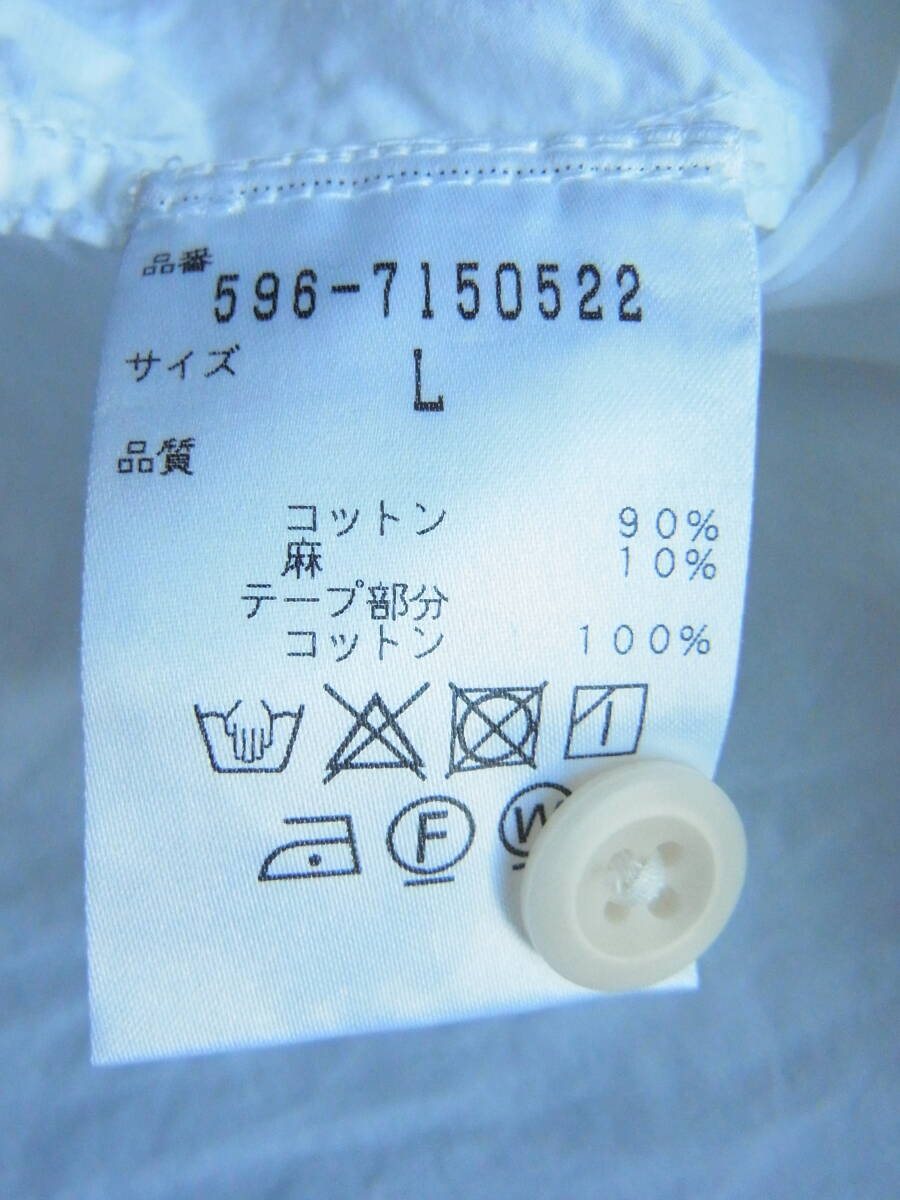 品番 596-7150522
サイズ L
品質
コットン 90%
麻 10%
テープ部分
コットン 100%
F W